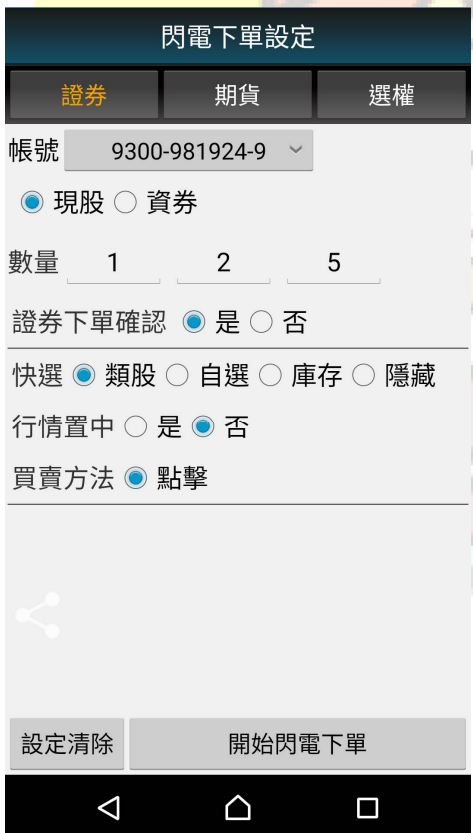 閃電下單設定
證券 期貨 選權
帳號 9300-981924-9
現股 資券
數量 1 2 5
證券下單確認 是 否
快選 類股 自選 庫存 隱藏
行情置中 是 否
買賣方法 點擊
設定清除 開始閃電下單